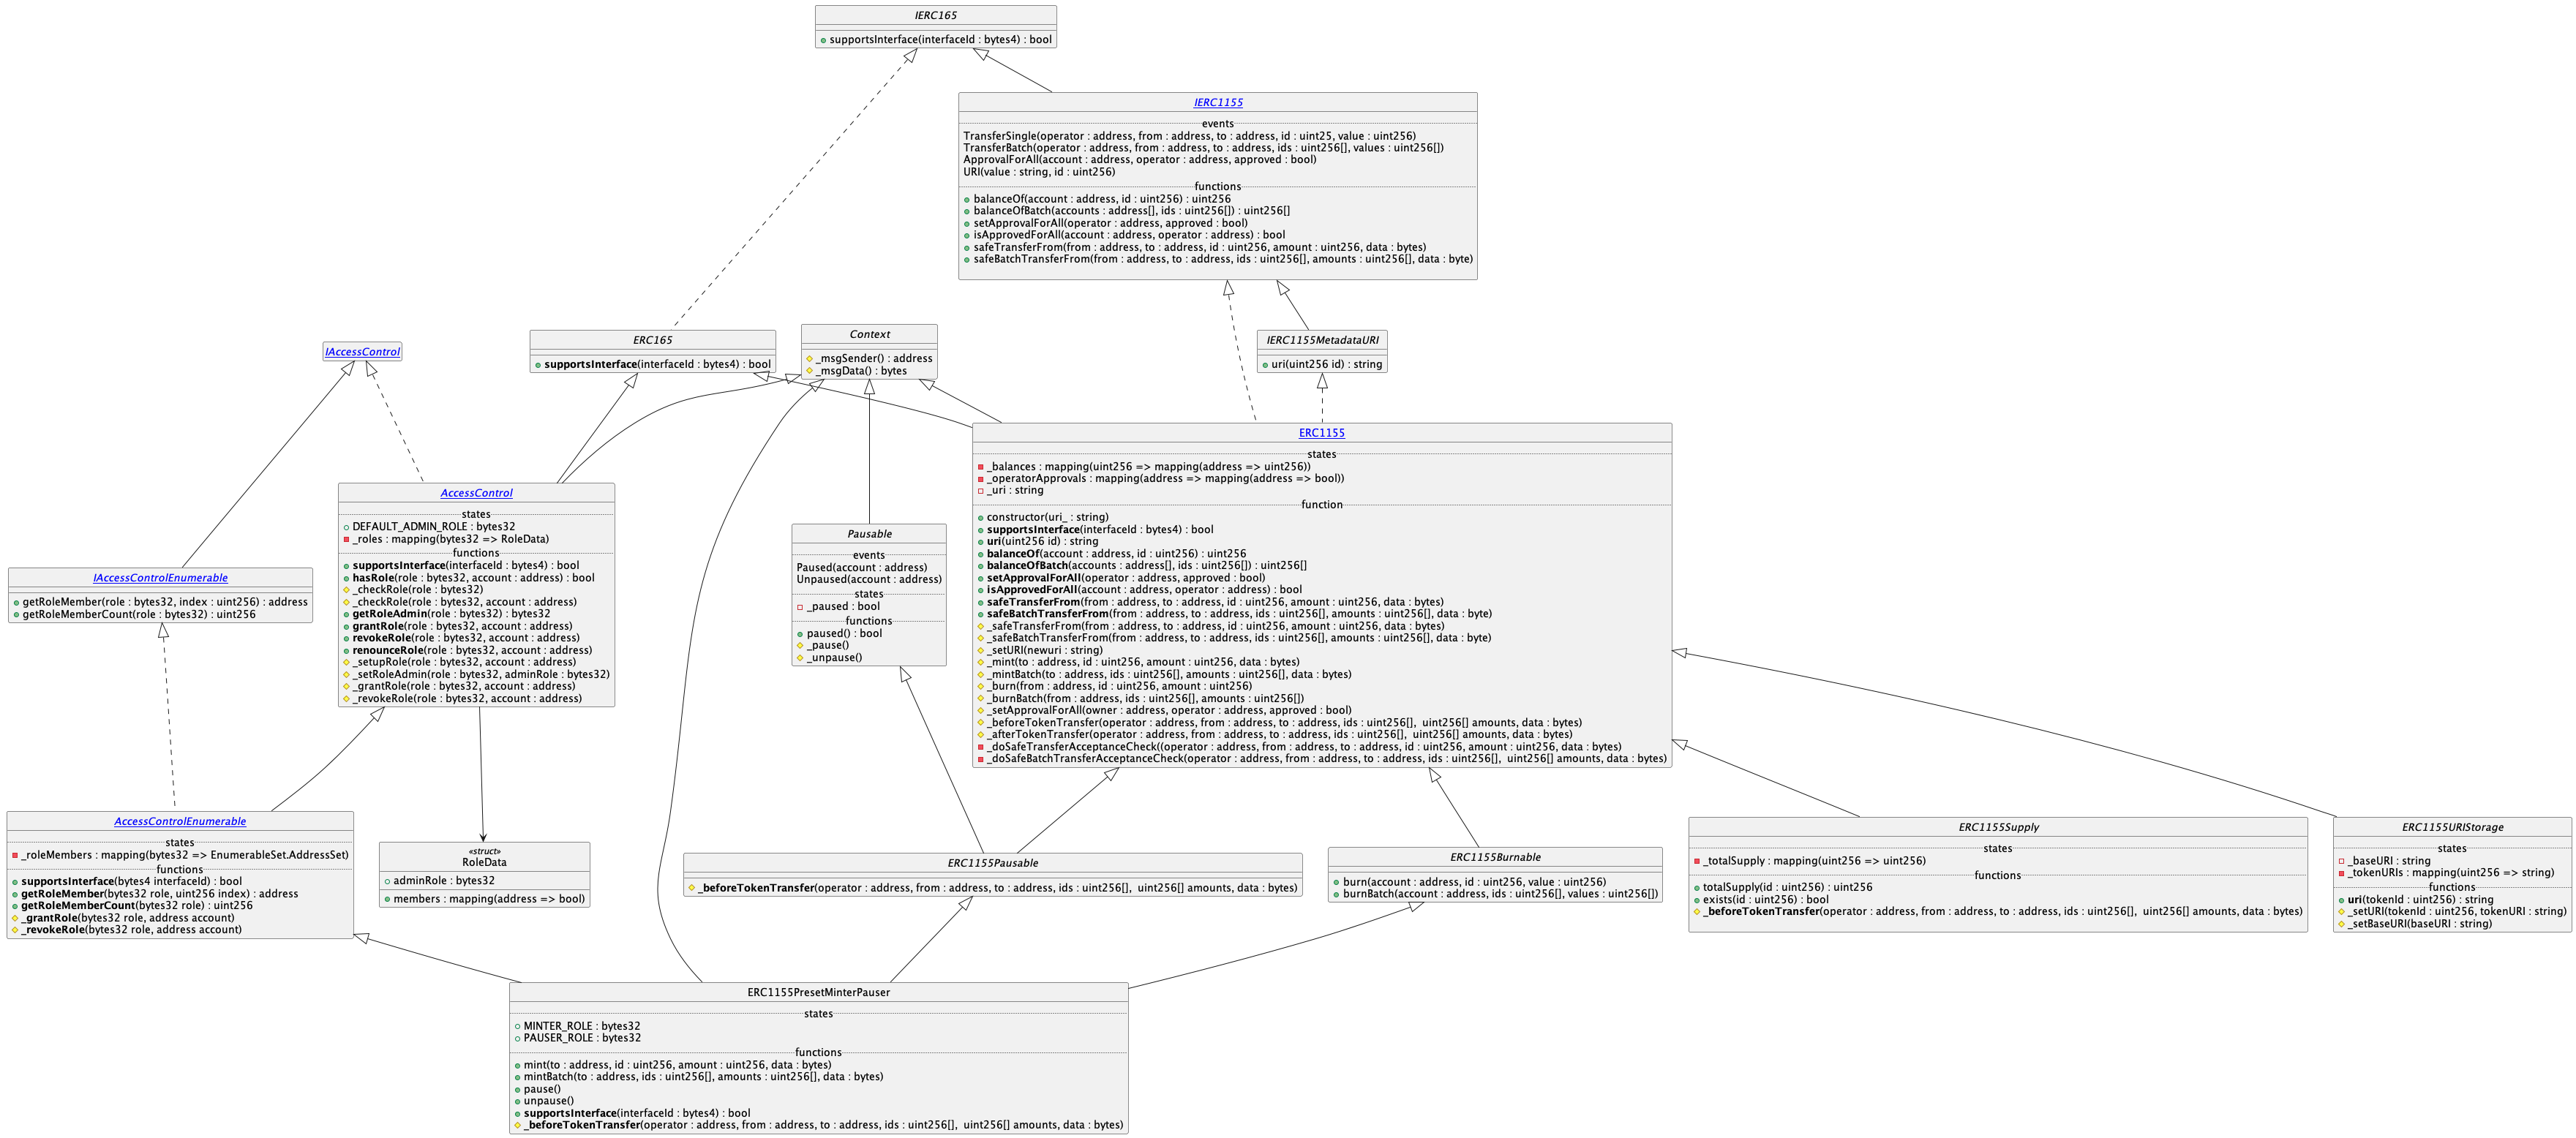 IERC165
supportsInterface(interfaceId : bytes4) : bool
IERC1155
events
TransferSingle(operator : address, from : address, to : address, id : uint25, value : uint256)
TransferBatch(operator : address, from : address, to : address, ids : uint256[], values : uint256[])
ApprovalForAll(account : address, operator : address, approved : bool)
URI(value : string, id : uint256)
functions
balanceOf(account : address, id : uint256) : uint256
balanceOfBatch(accounts : address[], ids : uint256[]) : uint256[]
setApprovalForAll(operator : address, approved : bool)
isApprovedForAll(account : address, operator : address) : bool
safeTransferFrom(from : address, to : address, id : uint256, amount : uint256, data : bytes)
safeBatchTransferFrom(from : address, to : address, ids : uint256[], amounts : uint256[], data : byte)
IAccessControl
ERC165
supportsInterface(interfaceId : bytes4) : bool
Context
_msgSender() : address
_msgData() : bytes
IERC1155MetadataURI
uri(uint256 id) : string
IAccessControlEnumerable
getRoleMember(role : bytes32, index : uint256) : address
getRoleMemberCount(role : bytes32) : uint256
AccessControl
states
DEFAULT_ADMIN_ROLE : bytes32
_roles : mapping(bytes32 => RoleData)
functions
supportsInterface(interfaceId : bytes4) : bool
hasRole(role : bytes32, account : address) : bool
_checkRole(role : bytes32)
_checkRole(role : bytes32, account : address)
getRoleAdmin(role : bytes32) : bytes32
grantRole(role : bytes32, account : address)
revokeRole(role : bytes32, account : address)
renounceRole(role : bytes32, account : address)
_setupRole(role : bytes32, account : address)
_setRoleAdmin(role : bytes32, adminRole : bytes32)
_grantRole(role : bytes32, account : address)
_revokeRole(role : bytes32, account : address)
Pausable
events
Paused(account : address)
Unpaused(account : address)
states
_paused : bool
functions
paused() : bool
_pause()
_unpause()
ERC1155
states
_balances : mapping(uint256 => mapping(address => uint256))
_operatorApprovals : mapping(address => mapping(address => bool))
_uri : string
function
constructor(uri_ : string)
supportsInterface(interfaceId : bytes4) : bool
uri(uint256 id) : string
balanceOf(account : address, id : uint256) : uint256
balanceOfBatch(accounts : address[], ids : uint256[]) : uint256[]
setApprovalForAll(operator : address, approved : bool)
isApprovedForAll(account : address, operator : address) : bool
safeTransferFrom(from : address, to : address, id : uint256, amount : uint256, data : bytes)
safeBatchTransferFrom(from : address, to : address, ids : uint256[], amounts : uint256[], data : byte)
_safeTransferFrom(from : address, to : address, id : uint256, amount : uint256, data : bytes)
_safeBatchTransferFrom(from : address, to : address, ids : uint256[], amounts : uint256[], data : byte)
_setURI(newuri : string)
_mint(to : address, id : uint256, amount : uint256, data : bytes)
_mintBatch(to : address, ids : uint256[], amounts : uint256[], data : bytes)
_burn(from : address, id : uint256, amount : uint256)
_burnBatch(from : address, ids : uint256[], amounts : uint256[])
_setApprovalForAll(owner : address, operator : address, approved : bool)
_beforeTokenTransfer(operator : address, from : address, to : address, ids : uint256[],  uint256[] amounts, data : bytes)
_afterTokenTransfer(operator : address, from : address, to : address, ids : uint256[],  uint256[] amounts, data : bytes)
_doSafeTransferAcceptanceCheck((operator : address, from : address, to : address, id : uint256, amount : uint256, data : bytes)
_doSafeBatchTransferAcceptanceCheck(operator : address, from : address, to : address, ids : uint256[],  uint256[] amounts, data : bytes)
AccessControlEnumerable
states
_roleMembers : mapping(bytes32 => EnumerableSet.AddressSet)
functions
supportsInterface(bytes4 interfaceId) : bool
getRoleMember(bytes32 role, uint256 index) : address
getRoleMemberCount(bytes32 role) : uint256
_grantRole(bytes32 role, address account)
_revokeRole(bytes32 role, address account)
«struct»
RoleData
adminRole : bytes32
members : mapping(address => bool)
ERC1155Pausable
_beforeTokenTransfer(operator : address, from : address, to : address, ids : uint256[],  uint256[] amounts, data : bytes)
ERC1155Burnable
burn(account : address, id : uint256, value : uint256)
burnBatch(account : address, ids : uint256[], values : uint256[])
ERC1155Supply
states
_totalSupply : mapping(uint256 => uint256)
functions
totalSupply(id : uint256) : uint256
exists(id : uint256) : bool
_beforeTokenTransfer(operator : address, from : address, to : address, ids : uint256[],  uint256[] amounts, data : bytes)
ERC1155URIStorage
states
_baseURI : string
_tokenURIs : mapping(uint256 => string)
functions
uri(tokenId : uint256) : string
_setURI(tokenId : uint256, tokenURI : string)
_setBaseURI(baseURI : string)
ERC1155PresetMinterPauser
states
MINTER_ROLE : bytes32
PAUSER_ROLE : bytes32
functions
mint(to : address, id : uint256, amount : uint256, data : bytes)
mintBatch(to : address, ids : uint256[], amounts : uint256[], data : bytes)
pause()
unpause()
supportsInterface(interfaceId : bytes4) : bool
_beforeTokenTransfer(operator : address, from : address, to : address, ids : uint256[],  uint256[] amounts, data : bytes)